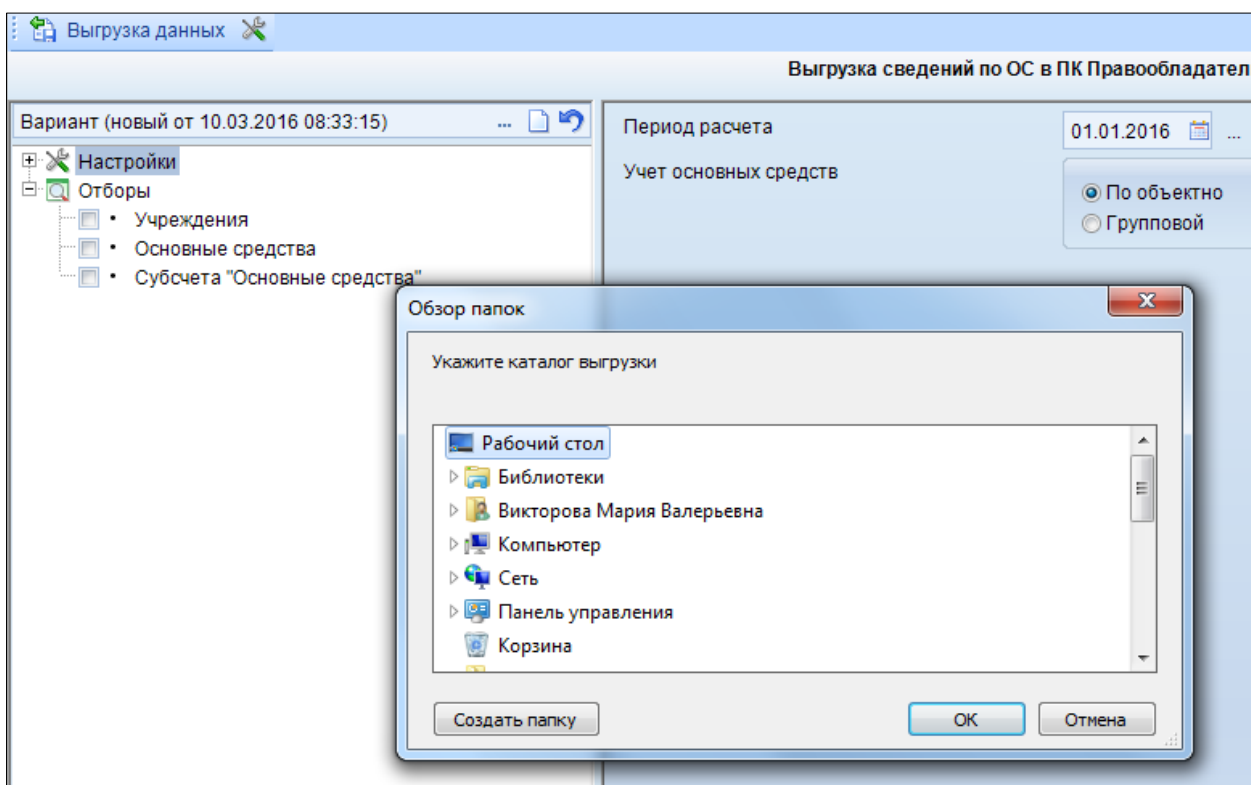 Выгрузка данных
Выгрузка сведений по ОС в ПК Правообладател
Вариант (новый от 10.03.2016 08:33:15) ...
Настройки
Отборы
Учреждения
Основные средства
Субсчета "Основные средства"
Период расчета
01.01.2016 ...
Учет основных средств
По объектно
Групповой
Обзор папок
Укажите каталог выгрузки
Рабочий стол
Библиотеки
Викторова Мария Валерьевна
Компьютер
Сеть
Панель управления
Корзина
Создать папку
ОК
Отмена